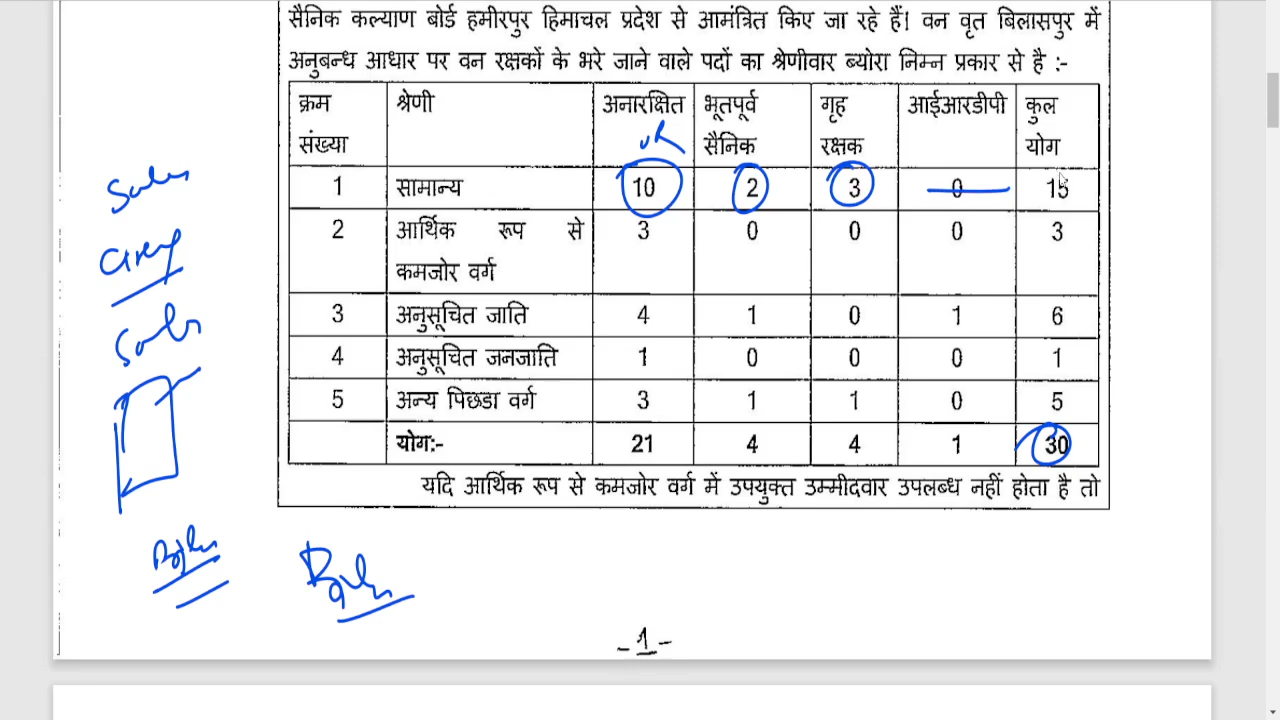 सैनिक कल्याण बोर्ड हमीरपुर हिमाचल प्रदेश से आमंत्रित किए जा रहे हैं। वन वृत बिलासपुर में
अनुबन्ध आधार पर वन रक्षकों के भरे जाने वाले पदों का श्रेणीवार ब्योरा निम्न प्रकार से है :-
क्रम संख्या श्रेणी अनारक्षित भूतपूर्व सैनिक गृह रक्षक आईआरडीपी कुल योग
UR
1 सामान्य 10 2 3 0 15
2 आर्थिक रूप से कमजोर वर्ग 3 0 0 0 3
3 अनुसूचित जाति 4 1 0 1 6
4 अनुसूचित जनजाति 1 0 0 0 1
5 अन्य पिछडा वर्ग 3 1 1 0 5
योगः- 21 4 4 1 30
यदि आर्थिक रूप से कमजोर वर्ग में उपयुक्त उम्मीदवार उपलब्ध नहीं होता है तो
-1-